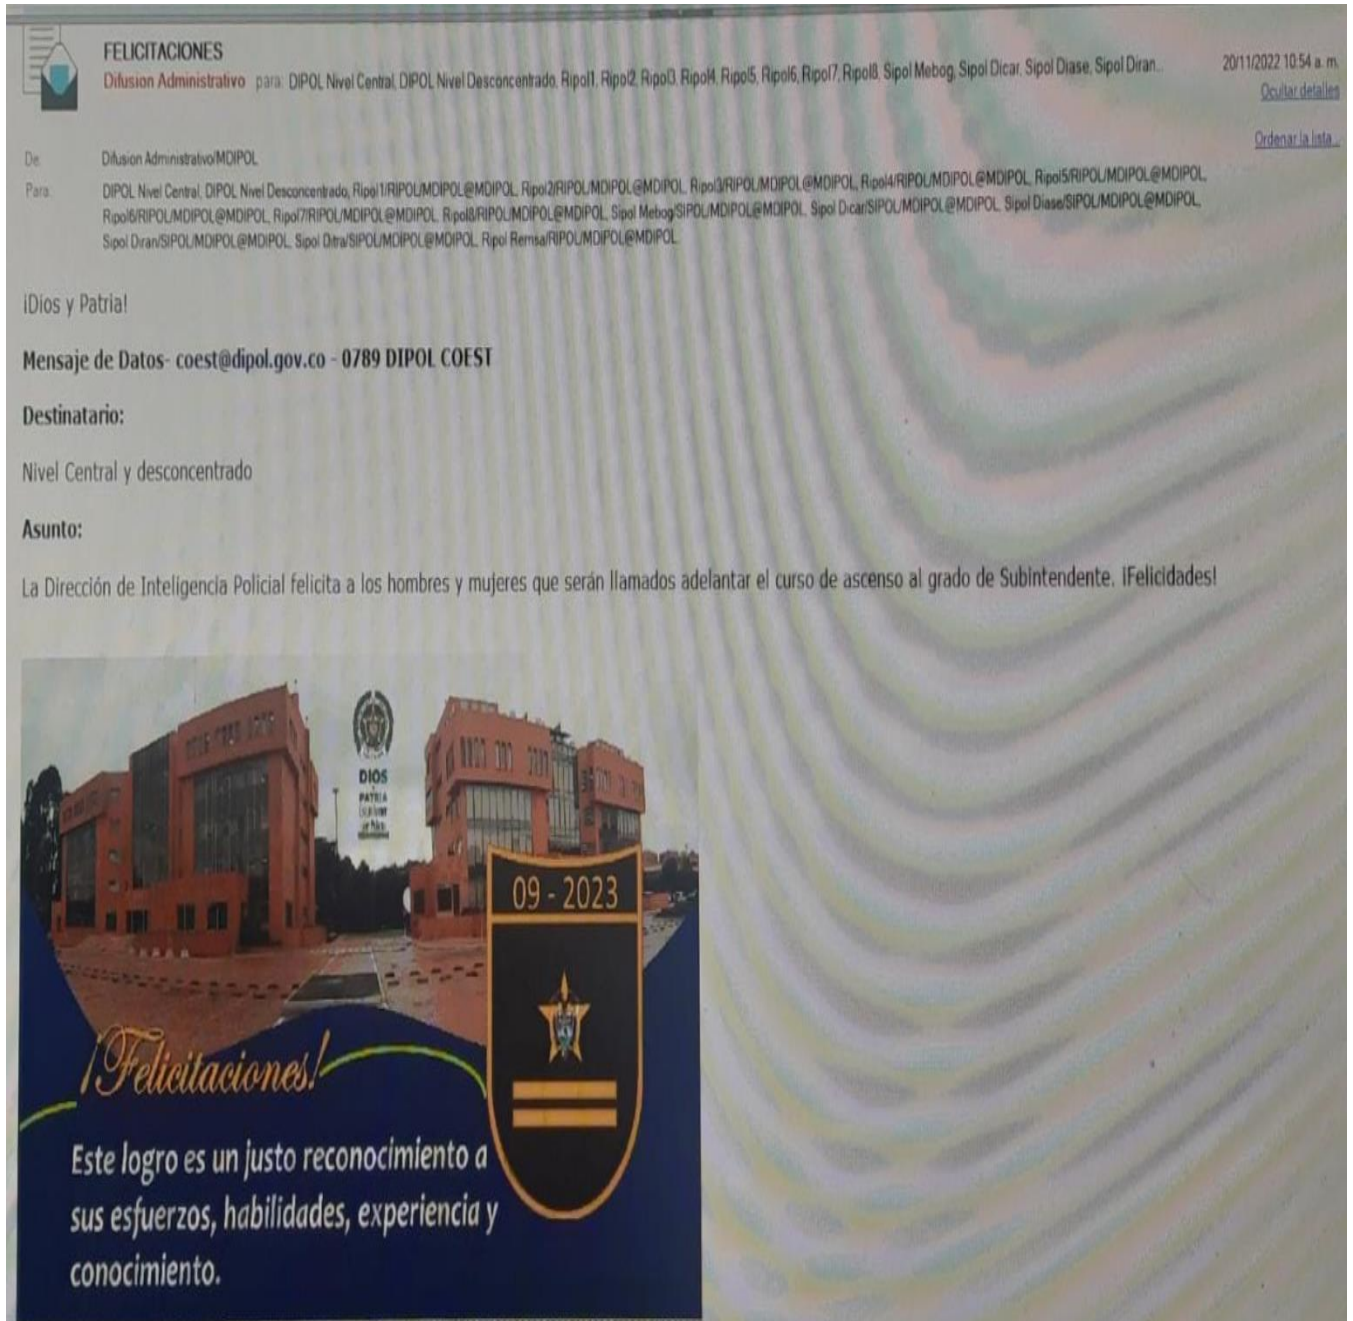 FELICITACIONES
Difusion Administrativo para: DIPOL Nivel Central, DIPOL Nivel Desconcentrado, Ripol1, Ripol2, Ripol3, Ripol4, Ripol5, Ripol6, Ripol7, Ripol8, Sipol Mebog, Sipol Dicar, Sipol Diase, Sipol Diran...
20/11/2022 10:54 a. m.
Ocultar detalles
Ordenar la lista...
De: Difusion Administrativo/MDIPOL
Para: DIPOL Nivel Central, DIPOL Nivel Desconcentrado, Ripol1/RIPOL/MDIPOL@MDIPOL, Ripol2/RIPOL/MDIPOL@MDIPOL, Ripol3/RIPOL/MDIPOL@MDIPOL, Ripol4/RIPOL/MDIPOL@MDIPOL, Ripol5/RIPOL/MDIPOL@MDIPOL,
Ripol6/RIPOL/MDIPOL@MDIPOL, Ripol7/RIPOL/MDIPOL@MDIPOL, Ripol8/RIPOL/MDIPOL@MDIPOL, Sipol Mebog/SIPOL/MDIPOL@MDIPOL, Sipol Dicar/SIPOL/MDIPOL@MDIPOL, Sipol Diase/SIPOL/MDIPOL@MDIPOL,
Sipol Diran/SIPOL/MDIPOL@MDIPOL, Sipol Ditra/SIPOL/MDIPOL@MDIPOL, Ripol Remsa/RIPOL/MDIPOL@MDIPOL
¡Dios y Patria!
Mensaje de Datos- coest@dipol.gov.co - 0789 DIPOL COEST
Destinatario:
Nivel Central y desconcentrado
Asunto:
La Dirección de Inteligencia Policial felicita a los hombres y mujeres que serán llamados adelantar el curso de ascenso al grado de Subintendente. ¡Felicidades!
DIOS
PATRIA
09 - 2023
¡Felicitaciones!
Este logro es un justo reconocimiento a
sus esfuerzos, habilidades, experiencia y
conocimiento.